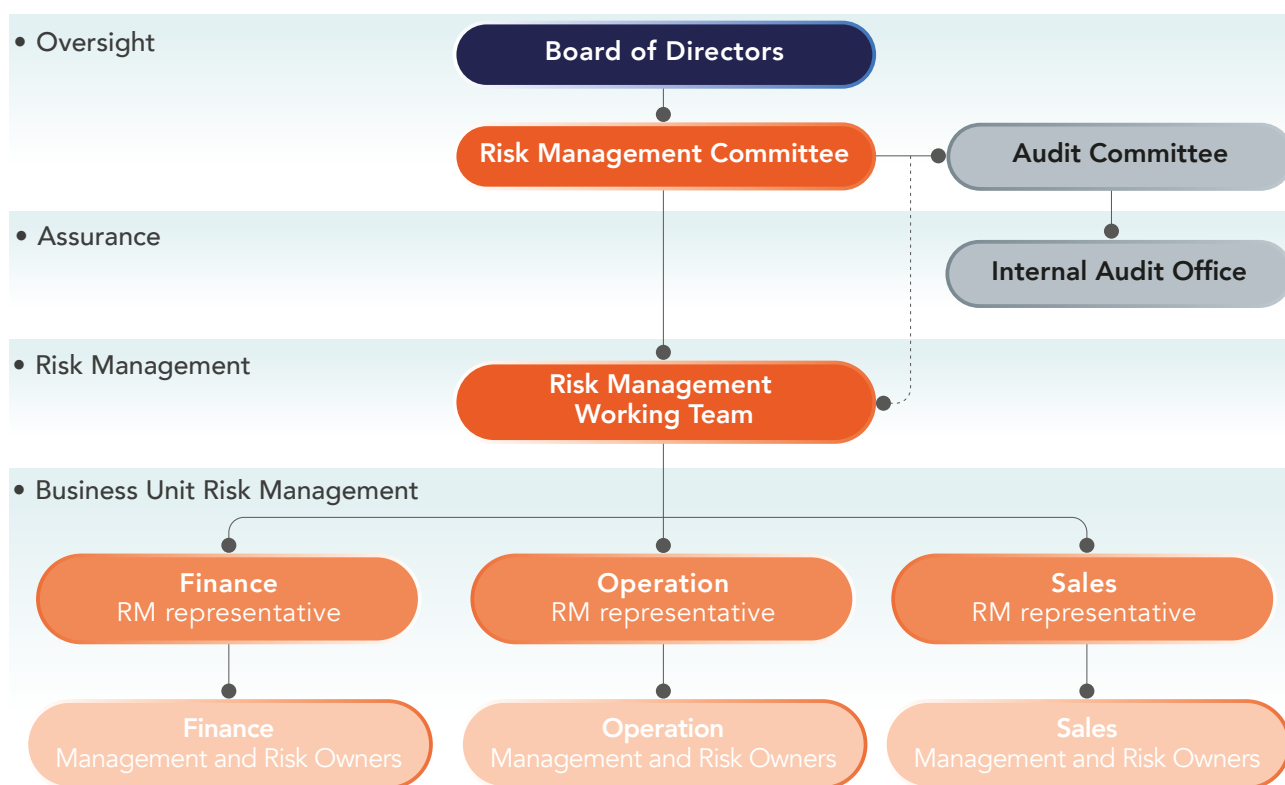 • Oversight
Board of Directors
Risk Management Committee
Audit Committee
• Assurance
Internal Audit Office
• Risk Management
Risk Management
Working Team
• Business Unit Risk Management
Finance
RM representative
Operation
RM representative
Sales
RM representative
Finance
Management and Risk Owners
Operation
Management and Risk Owners
Sales
Management and Risk Owners